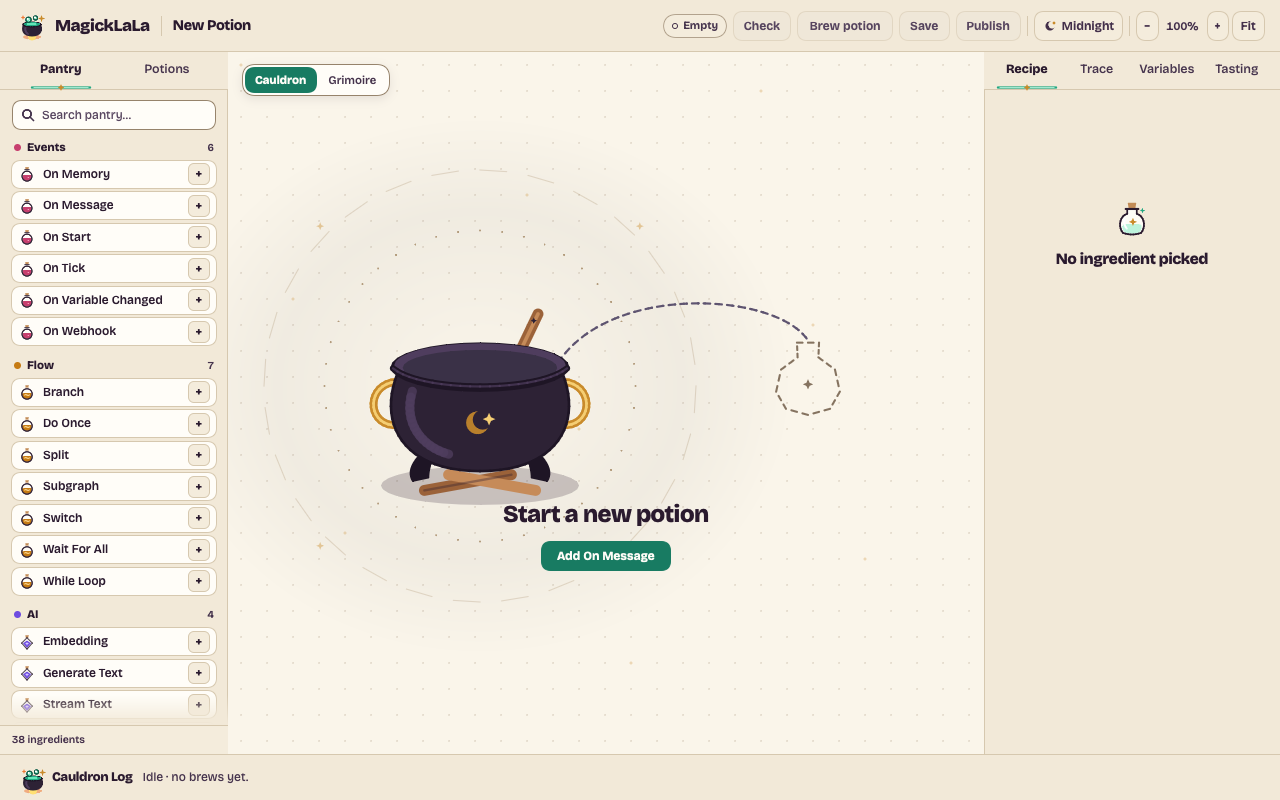 MagickLaLa
New Potion
Empty
Check
Brew potion
Save
Publish
Midnight
−
100%
+
Fit
Pantry
Potions
Search pantry…
Events
6
On Memory
+
On Message
+
On Start
+
On Tick
+
On Variable Changed
+
On Webhook
+
Flow
7
Branch
+
Do Once
+
Split
+
Subgraph
+
Switch
+
Wait For All
+
While Loop
+
AI
4
Embedding
+
Generate Text
+
Stream Text
+
38 ingredients
Cauldron
Grimoire
Start a new potion
Add On Message
Recipe
Trace
Variables
Tasting
No ingredient picked
Cauldron Log
Idle · no brews yet.